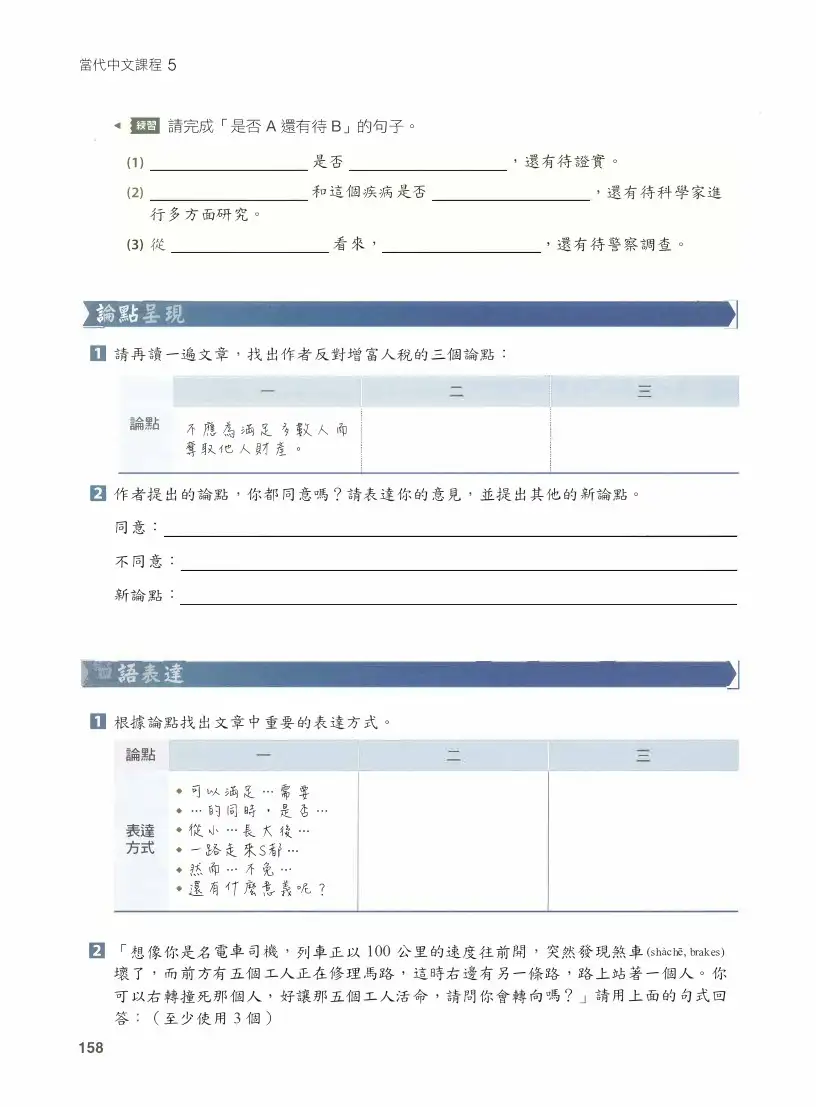 當代中文課程 5
練習 請完成「是否 A 還有待 B」的句子。
(1) 是否 ，還有待證實。
(2) 和這個疾病是否 ，還有待科學家進
行多方面研究。
(3) 從 看來， ，還有待警察調查。
論點呈現
1 請再讀一遍文章，找出作者反對增富人稅的三個論點：
一 二 三
論點
不應為滿足多數人而
奪取他人財產。
2 作者提出的論點，你都同意嗎？請表達你的意見，並提出其他的新論點。
同意：
不同意：
新論點：
語表達
1 根據論點找出文章中重要的表達方式。
論點 一 二 三
表達
方式
◆ 可以滿足…需要
◆ …的同時，是否…
◆ 從小…長大後…
◆ 一路走來S都…
◆ 然而…不免…
◆ 還有什麼意義呢？
2 「想像你是名電車司機，列車正以 100 公里的速度往前開，突然發現煞車(shāchē, brakes)
壞了，而前方有五個工人正在修理馬路，這時右邊有另一條路，路上站著一個人。你
可以右轉撞死那個人，好讓那五個工人活命，請問你會轉向嗎？」請用上面的句式回
答：（至少使用 3 個）
158